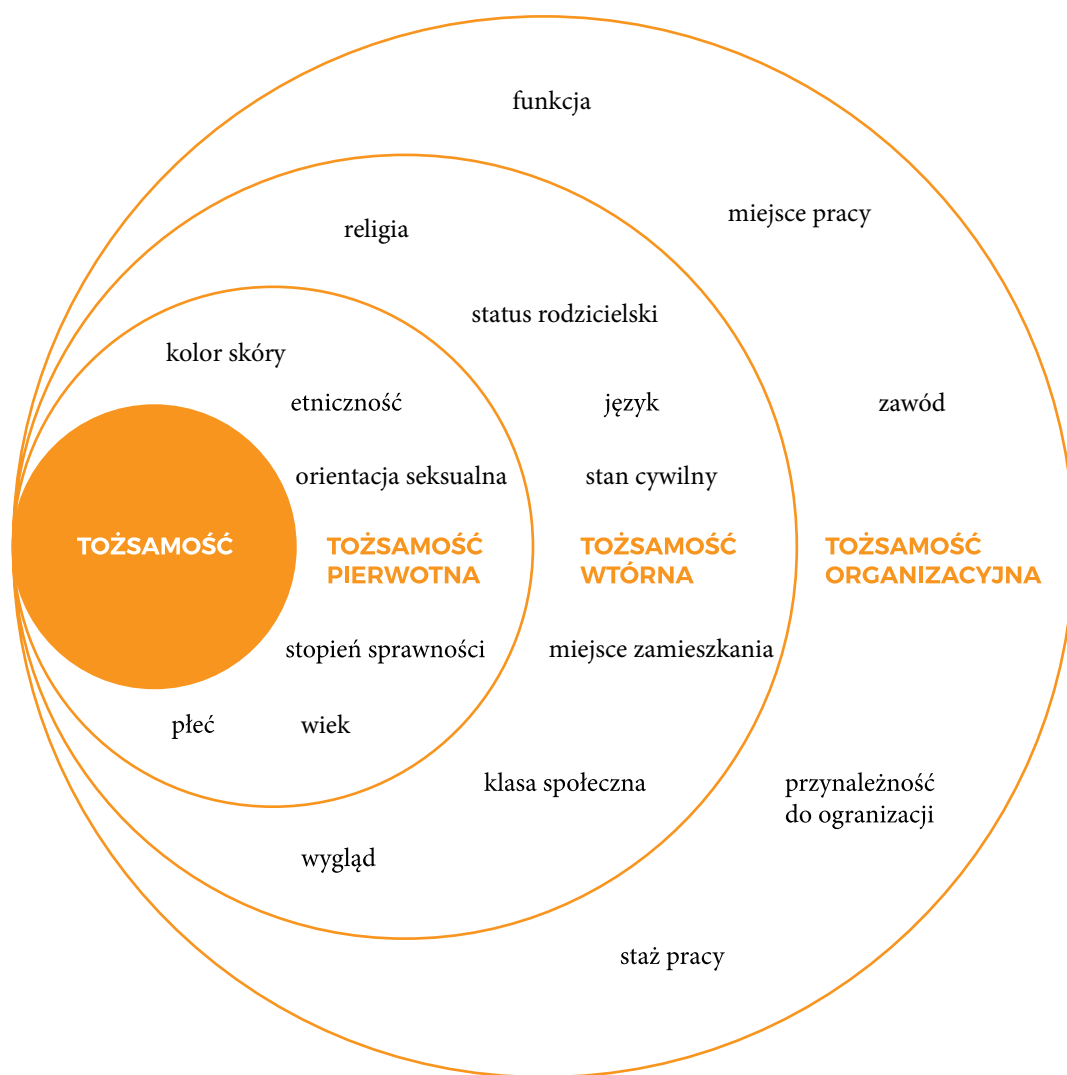 funkcja
miejsce pracy
religia
status rodzicielski
kolor skóry
etniczność
język
zawód
orientacja seksualna
stan cywilny
TOŻSAMOŚĆ
TOŻSAMOŚĆ
PIERWOTNA
TOŻSAMOŚĆ
WTÓRNA
TOŻSAMOŚĆ
ORGANIZACYJNA
stopień sprawności
miejsce zamieszkania
płeć
wiek
klasa społeczna
przynależność
do ogranizacji
wygląd
staż pracy